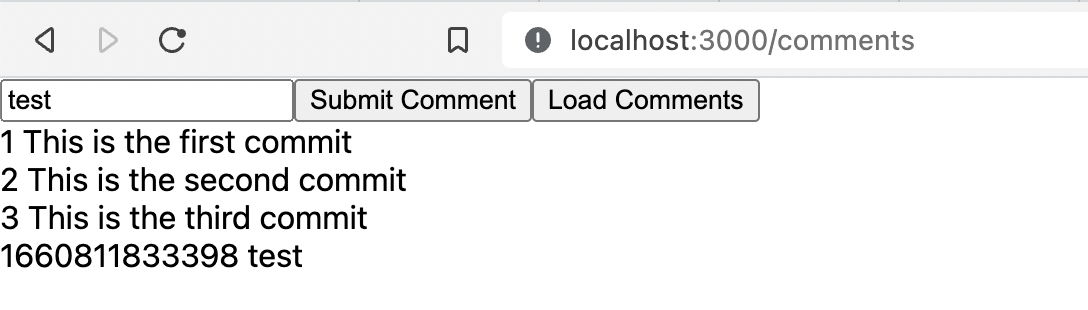 localhost:3000/comments
test Submit Comment Load Comments
1 This is the first commit
2 This is the second commit
3 This is the third commit
1660811833398 test